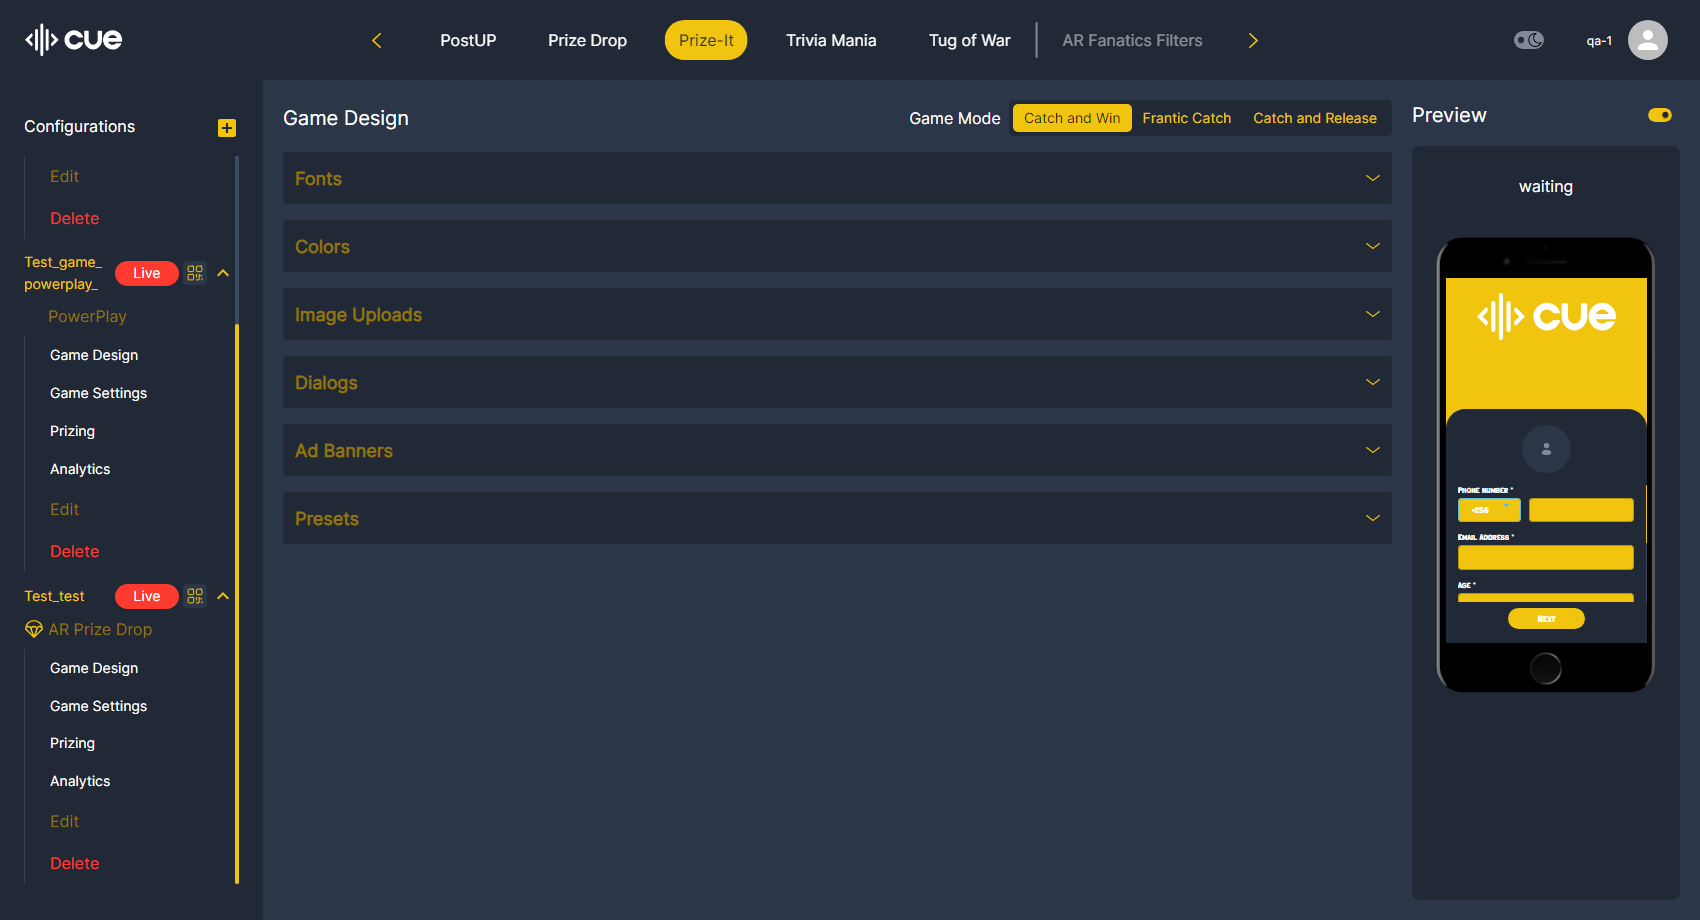 cue
PostUP
Prize Drop
Prize-It
Trivia Mania
Tug of War
AR Fanatics Filters
qa-1
Configurations
Edit
Delete
Test_game_
powerplay_
Live
PowerPlay
Game Design
Game Settings
Prizing
Analytics
Edit
Delete
Test_test
Live
AR Prize Drop
Game Design
Game Settings
Prizing
Analytics
Edit
Delete
Game Design
Game Mode
Catch and Win
Frantic Catch
Catch and Release
Fonts
Colors
Image Uploads
Dialogs
Ad Banners
Presets
Preview
waiting
cue
Phone number *
+256
Email Address *
Age *
Next